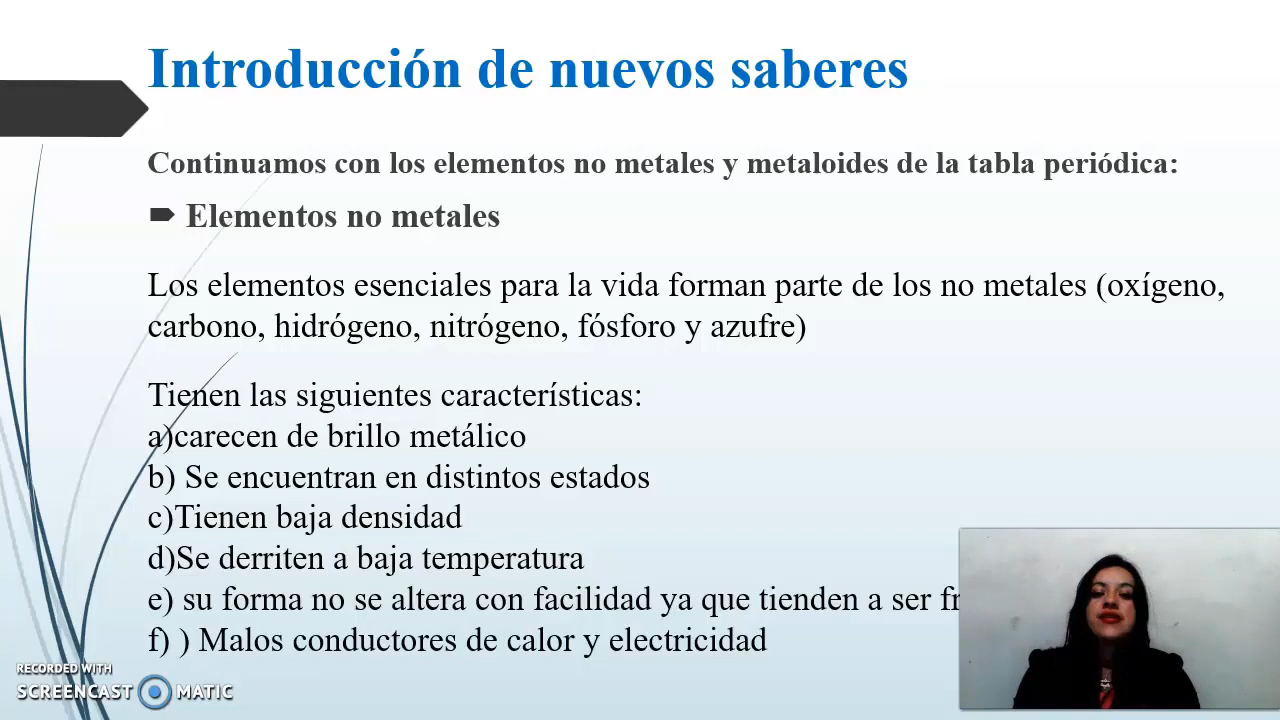 Introducción de nuevos saberes
Continuamos con los elementos no metales y metaloides de la tabla periódica:
Elementos no metales
Los elementos esenciales para la vida forman parte de los no metales (oxígeno,
carbono, hidrógeno, nitrógeno, fósforo y azufre)
Tienen las siguientes características:
a)carecen de brillo metálico
b) Se encuentran en distintos estados
c)Tienen baja densidad
d)Se derriten a baja temperatura
e) su forma no se altera con facilidad ya que tienden a ser
f) ) Malos conductores de calor y electricidad
RECORDED WITH
SCREENCAST MATIC